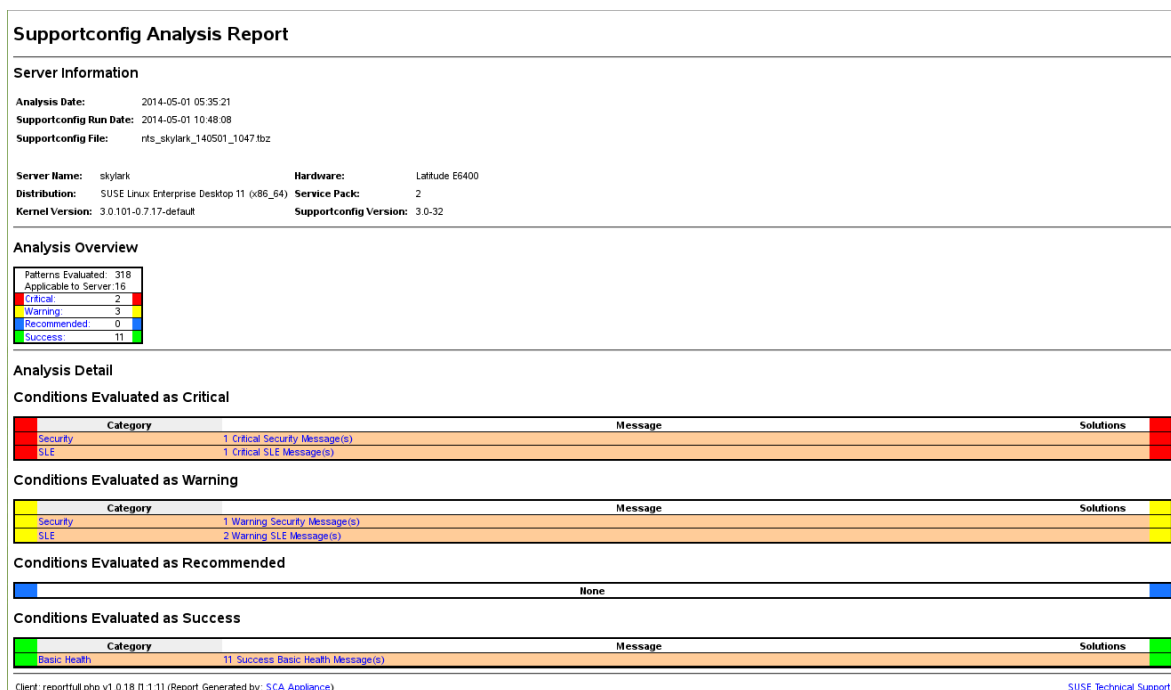 Supportconfig Analysis Report
Server Information
Analysis Date: 2014-05-01 05:35:21
Supportconfig Run Date: 2014-05-01 10:48:08
Supportconfig File: nts_skylark_140501_1047.tbz
Server Name: skylark Hardware: Latitude E6400
Distribution: SUSE Linux Enterprise Desktop 11 (x86_64) Service Pack: 2
Kernel Version: 3.0.101-0.7.17-default Supportconfig Version: 3.0-32
Analysis Overview
Patterns Evaluated: 318
Applicable to Server: 16
Critical: 2
Warning: 3
Recommended: 0
Success: 11
Analysis Detail
Conditions Evaluated as Critical
Category Message Solutions
Security 1 Critical Security Message(s)
SLE 1 Critical SLE Message(s)
Conditions Evaluated as Warning
Category Message Solutions
Security 1 Warning Security Message(s)
SLE 2 Warning SLE Message(s)
Conditions Evaluated as Recommended
None
Conditions Evaluated as Success
Category Message Solutions
Basic Health 11 Success Basic Health Message(s)
Client: reportfull.php v1.0.18 [1:1:1] (Report Generated by: SCA Appliance) SUSE Technical Support